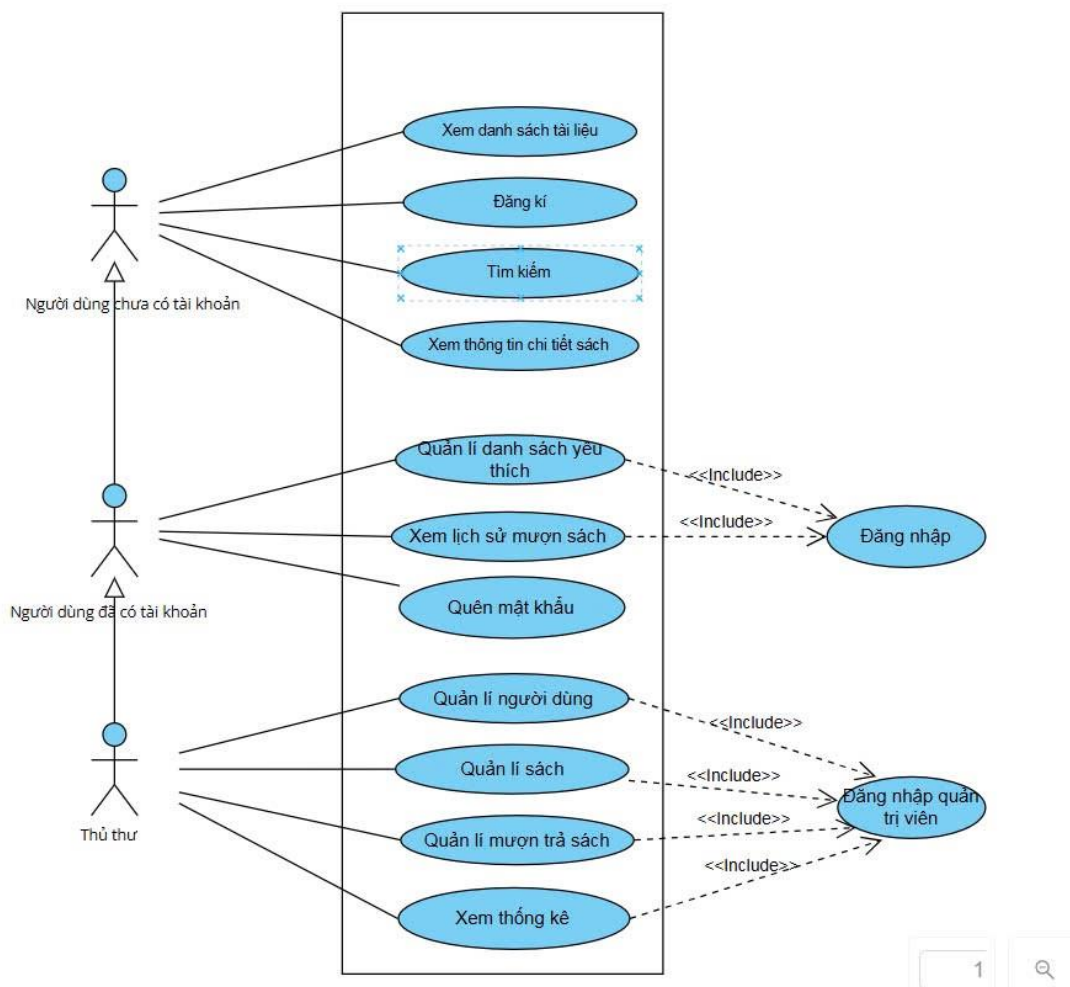 Xem danh sách tài liệu
Đăng kí
Tìm kiếm
Người dùng chưa có tài khoản
Xem thông tin chi tiết sách
Quản lí danh sách yêu
thích
<<Include>>
Xem lịch sử mượn sách
<<Include>>
Đăng nhập
Người dùng đã có tài khoản
Quên mật khẩu
Quản lí người dùng
<<Include>>
Quản lí sách
<<Include>>
Đăng nhập quản
trị viên
Thủ thư
Quản lí mượn trả sách
<<Include>>
<<Include>>
Xem thống kê
1